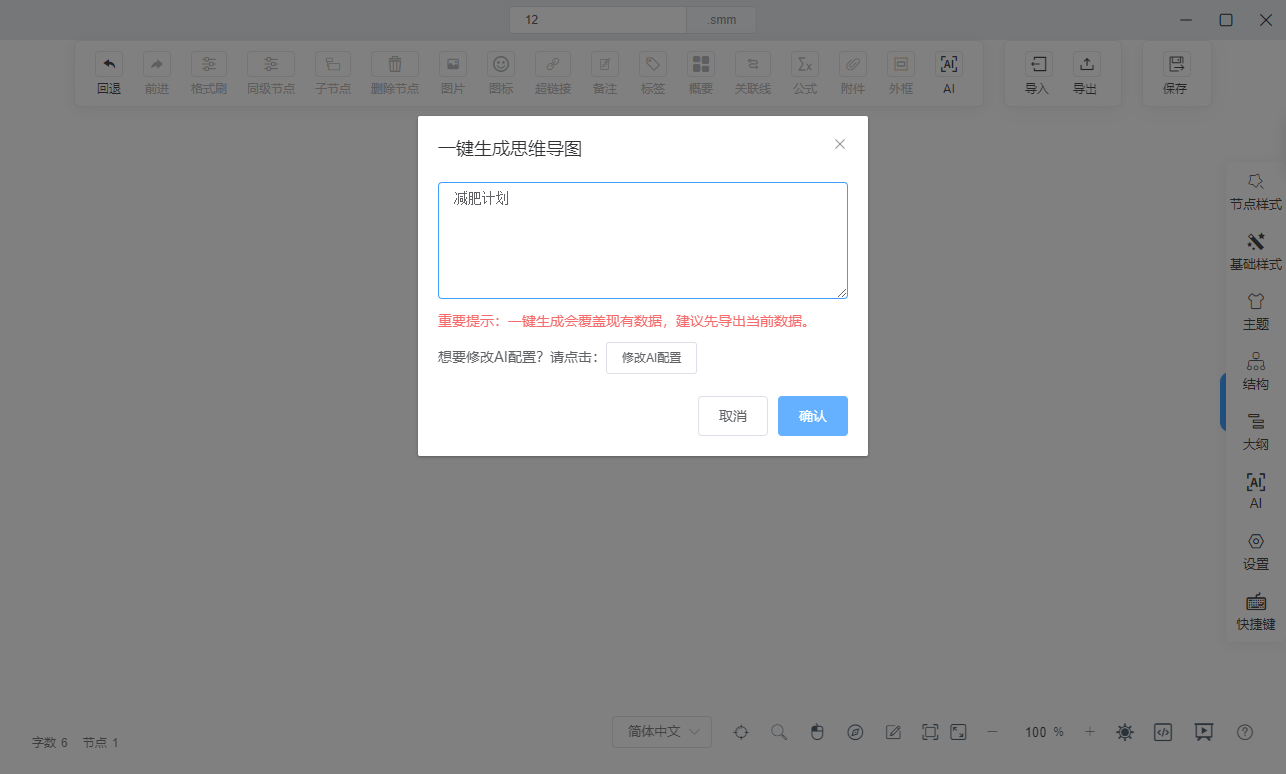 12 .smm
回退 前进 格式刷 同级节点 子节点 删除节点 图片 图标 超链接 备注 标签 概要 关联线 公式 附件 外框 AI 导入 导出 保存
一键生成思维导图
减肥计划
重要提示：一键生成会覆盖现有数据，建议先导出当前数据。
想要修改AI配置？请点击： 修改AI配置
取消 确认
节点样式
基础样式
主题
结构
大纲
AI
设置
快捷键
字数 6 节点 1 简体中文 100 %